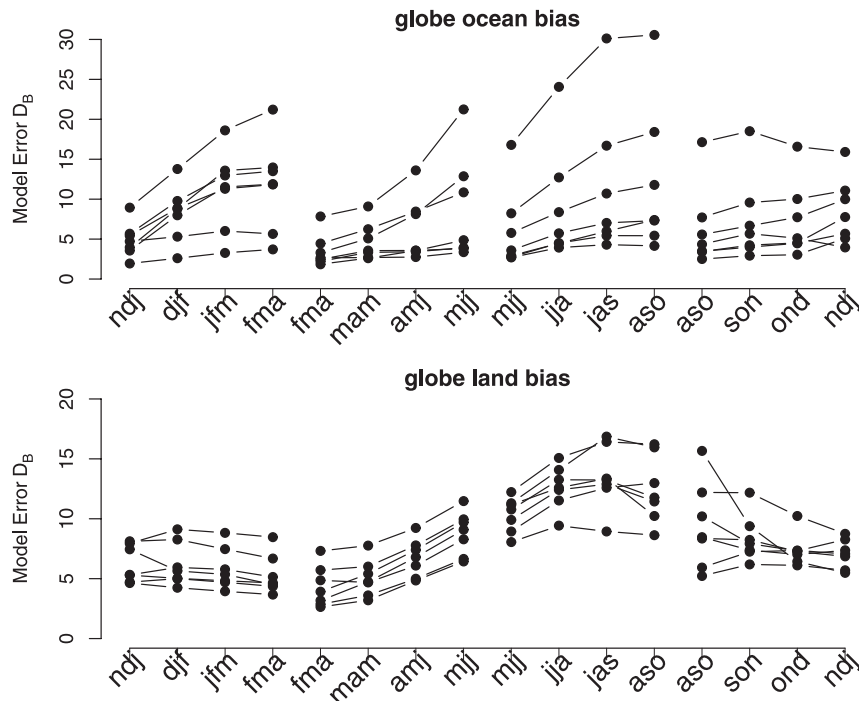 globe ocean bias
Model Error D_B
30
25
20
15
10
5
0
ndj djf jfm fma fma mam amj mjj mjj jja jas aso aso son ond ndj
globe land bias
Model Error D_B
20
15
10
5
0
ndj djf jfm fma fma mam amj mjj mjj jja jas aso aso son ond ndj